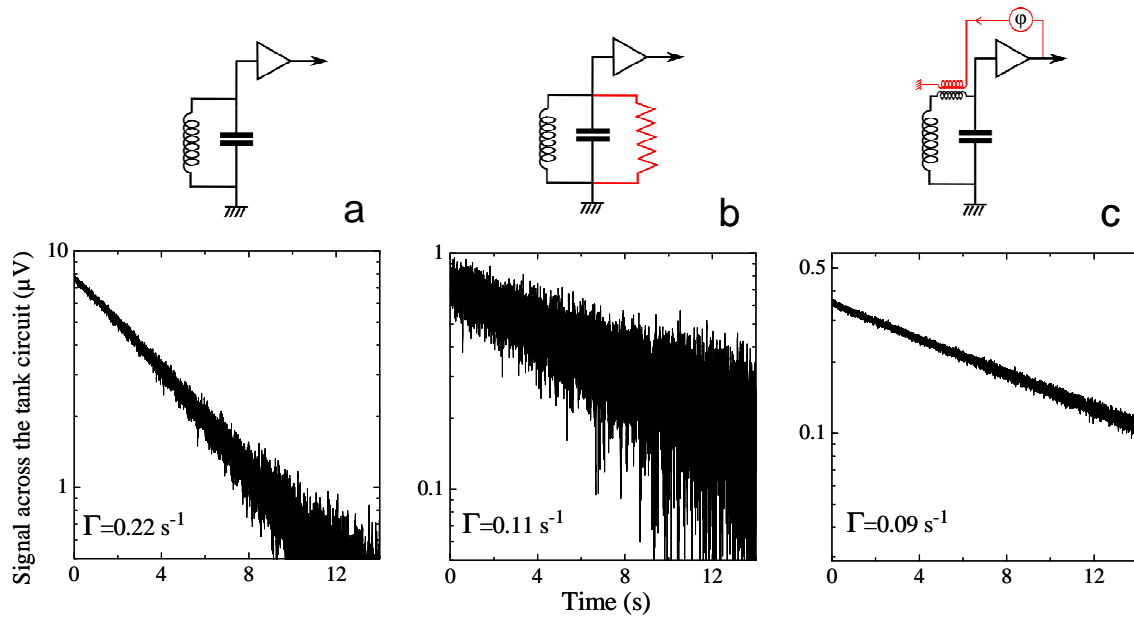 φ
a
b
c
Signal across the tank circuit (μV)
10
1
Γ=0.22 s⁻¹
0 4 8 12
1
0.1
Γ=0.11 s⁻¹
0 4 8 12
0.5
0.1
Γ=0.09 s⁻¹
0 4 8 12
Time (s)